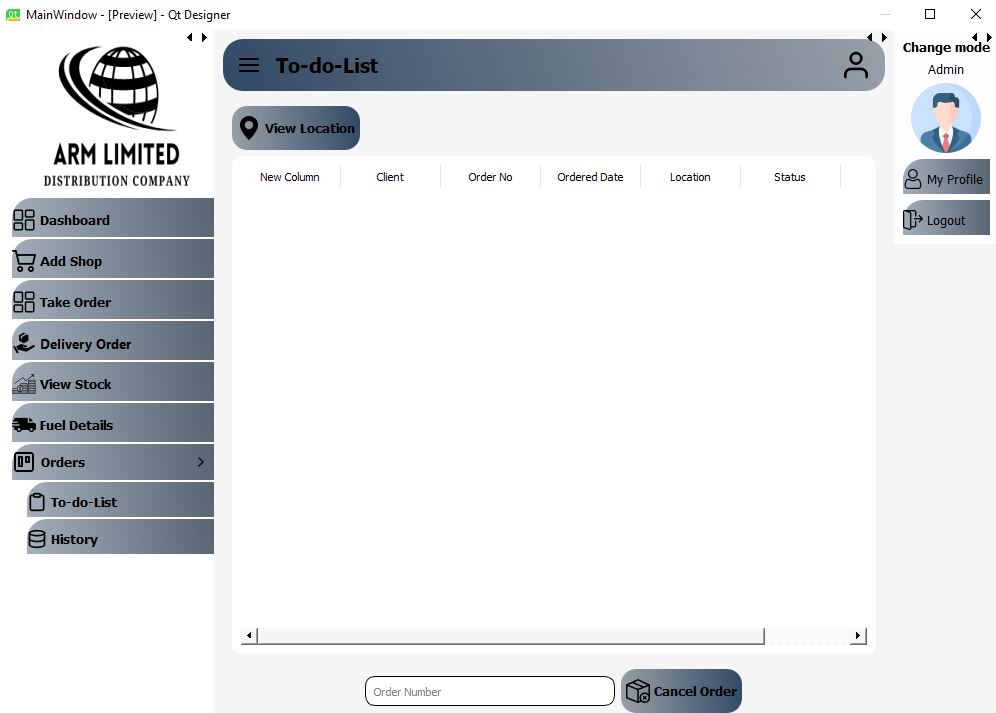 MainWindow - [Preview] - Qt Designer
ARM LIMITED
DISTRIBUTION COMPANY
Dashboard
Add Shop
Take Order
Delivery Order
View Stock
Fuel Details
Orders
To-do-List
History
To-do-List
View Location
New Column Client Order No Ordered Date Location Status
Order Number
Cancel Order
Change mode
Admin
My Profile
Logout